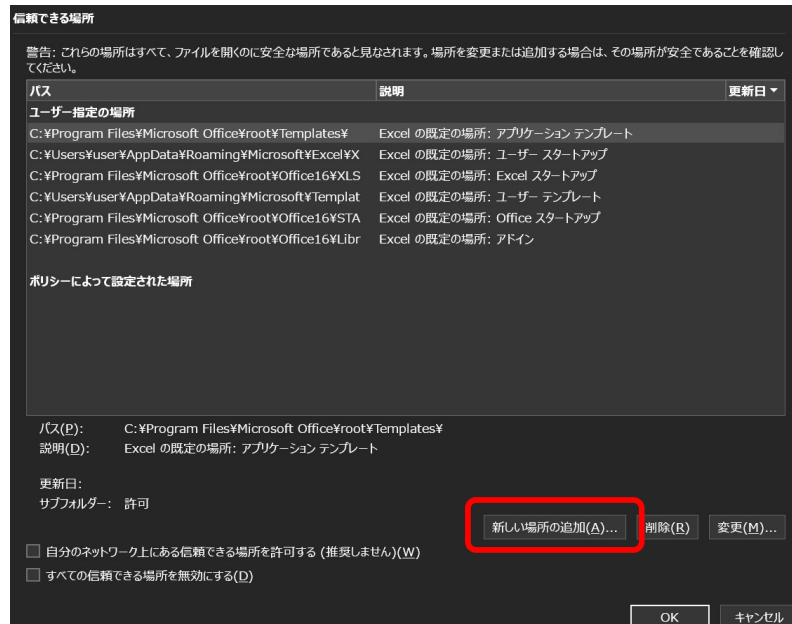 信頼できる場所
警告: これらの場所はすべて、ファイルを開くのに安全な場所であると見なされます。場所を変更または追加する場合は、その場所が安全であることを確認し
てください。
パス 説明 更新日
ユーザー指定の場所
C:¥Program Files¥Microsoft Office¥root¥Templates¥ Excel の既定の場所: アプリケーション テンプレート
C:¥Users¥user¥AppData¥Roaming¥Microsoft¥Excel¥X Excel の既定の場所: ユーザー スタートアップ
C:¥Program Files¥Microsoft Office¥root¥Office16¥XLS Excel の既定の場所: Excel スタートアップ
C:¥Users¥user¥AppData¥Roaming¥Microsoft¥Templat Excel の既定の場所: ユーザー テンプレート
C:¥Program Files¥Microsoft Office¥root¥Office16¥STA Excel の既定の場所: Office スタートアップ
C:¥Program Files¥Microsoft Office¥root¥Office16¥Libr Excel の既定の場所: アドイン
ポリシーによって設定された場所
パス(P): C:¥Program Files¥Microsoft Office¥root¥Templates¥
説明(D): Excel の既定の場所: アプリケーション テンプレート
更新日:
サブフォルダー: 許可
新しい場所の追加(A)... 削除(R) 変更(M)...
自分のネットワーク上にある信頼できる場所を許可する (推奨しません)(W)
すべての信頼できる場所を無効にする(D)
OK キャンセル